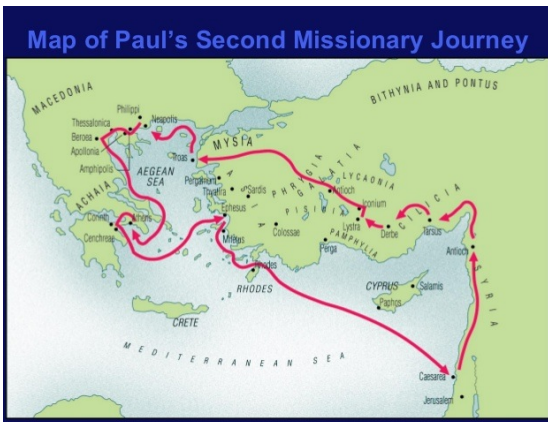 Map of Paul's Second Missionary Journey
MACEDONIA
BITHYNIA AND PONTUS
Philippi
Neapolis
Thessalonica
Beroea
Apollonia
Amphipolis
AEGEAN
SEA
Troas
MYSIA
Pergamum
Thyatira
Sardis
ASIA
PHRYGIA
GALATIA
Antioch
LYCAONIA
Iconium
CILICIA
ACHAIA
Corinth
Athens
Cenchreae
Ephesus
Miletus
Colossae
PISIDIA
Lystra
Derbe
Tarsus
PAMPHYLIA
Perga
Antioch
SYRIA
Rhodes
RHODES
CYPRUS
Salamis
Paphos
CRETE
MEDITERRANEAN SEA
Caesarea
Jerusalem